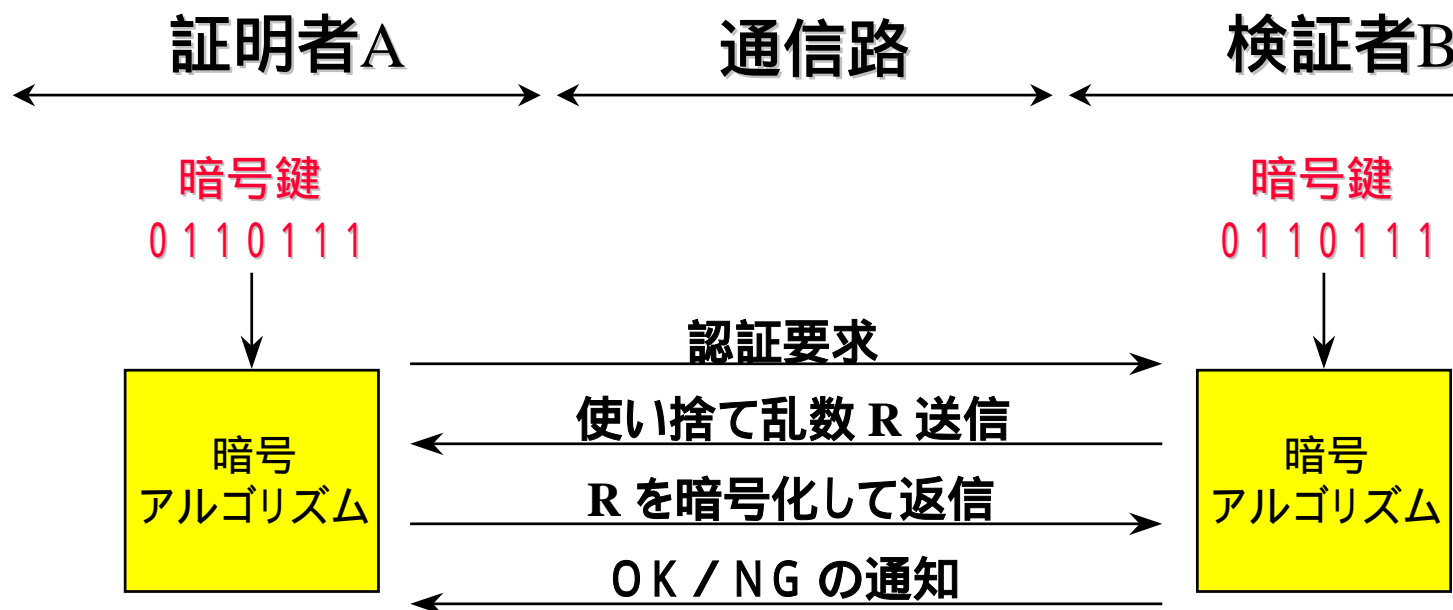 証明者A
通信路
検証者B
暗号鍵
0110111
暗号鍵
0110111
認証要求
使い捨て乱数 R 送信
R を暗号化して返信
OK/NG の通知
暗号
アルゴリズム
暗号
アルゴリズム